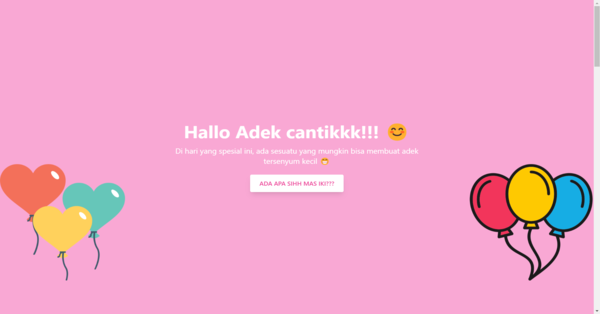 Hallo Adek cantikkk!!! 😊
Di hari yang spesial ini, ada sesuatu yang mungkin bisa membuat adek
tersenyum kecil 😁
ADA APA SIHH MAS IKI???